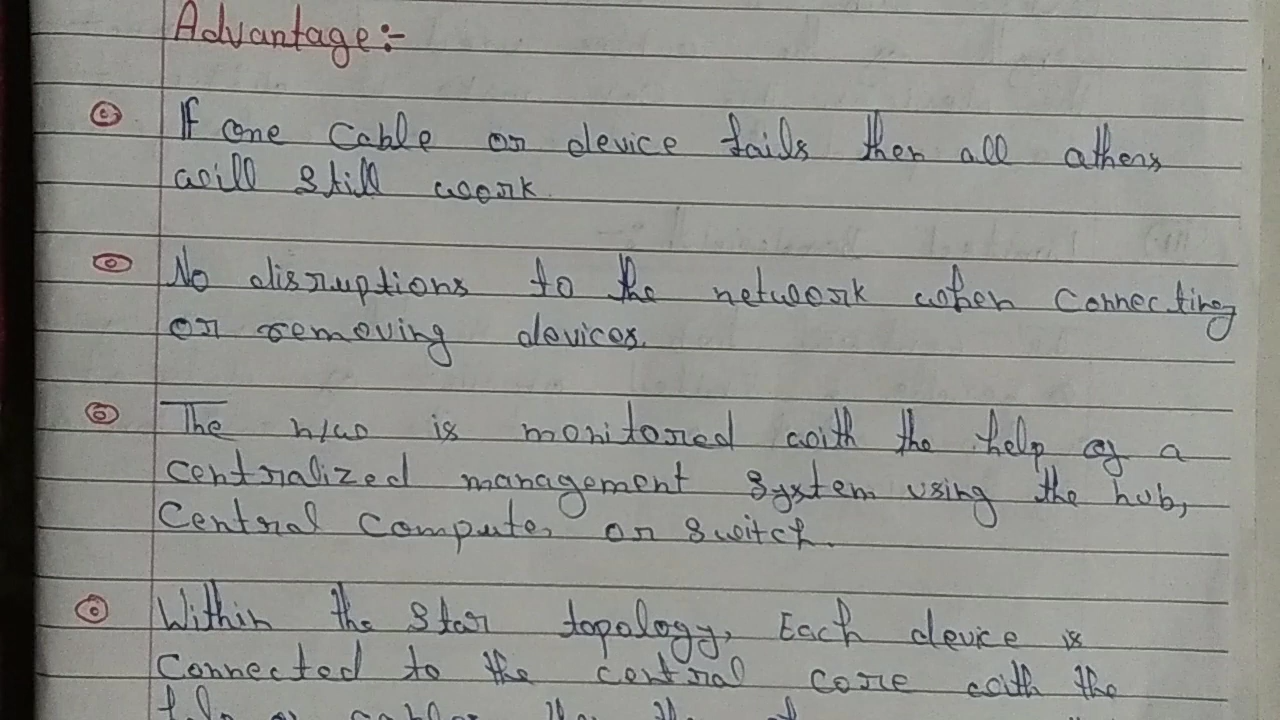 Advantage:-
If one Cable or device fails then all others
will still work.
No disruptions to the network when connecting
or removing devices.
The n/w is monitored with the help of a
centralized management system using the hub,
Central Computer or switch.
Within the Star topology, Each device is
Connected to the central core with the